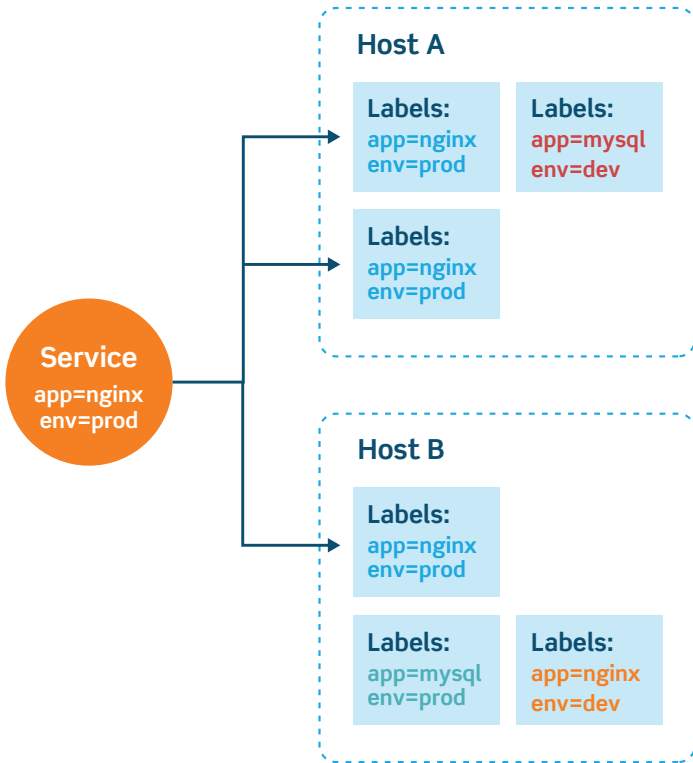 Host A
Labels:
app=nginx
env=prod
Labels:
app=mysql
env=dev
Labels:
app=nginx
env=prod
Service
app=nginx
env=prod
Host B
Labels:
app=nginx
env=prod
Labels:
app=mysql
env=prod
Labels:
app=nginx
env=dev